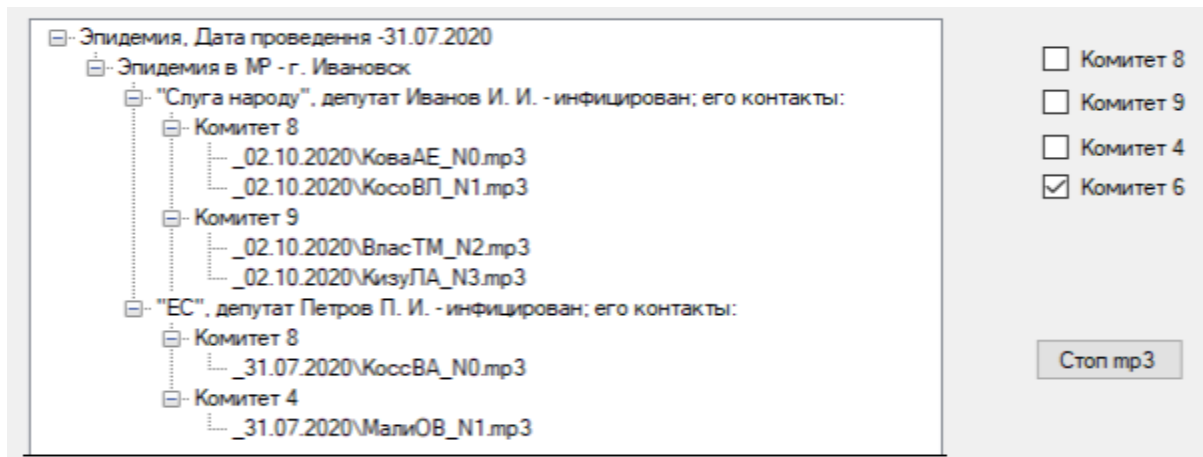 Эпидемия, Дата проведення -31.07.2020
Эпидемия в МР - г. Ивановск
"Слуга народу", депутат Иванов И. И. - инфицирован; его контакты:
Комитет 8
_02.10.2020\КоваАЕ_N0.mp3
_02.10.2020\КосоВП_N1.mp3
Комитет 9
_02.10.2020\ВласТМ_N2.mp3
_02.10.2020\КизуЛА_N3.mp3
"ЕС", депутат Петров П. И. - инфицирован; его контакты:
Комитет 8
_31.07.2020\КоссВА_N0.mp3
Комитет 4
_31.07.2020\МалиОВ_N1.mp3
Комитет 8
Комитет 9
Комитет 4
Комитет 6
Стоп mp3